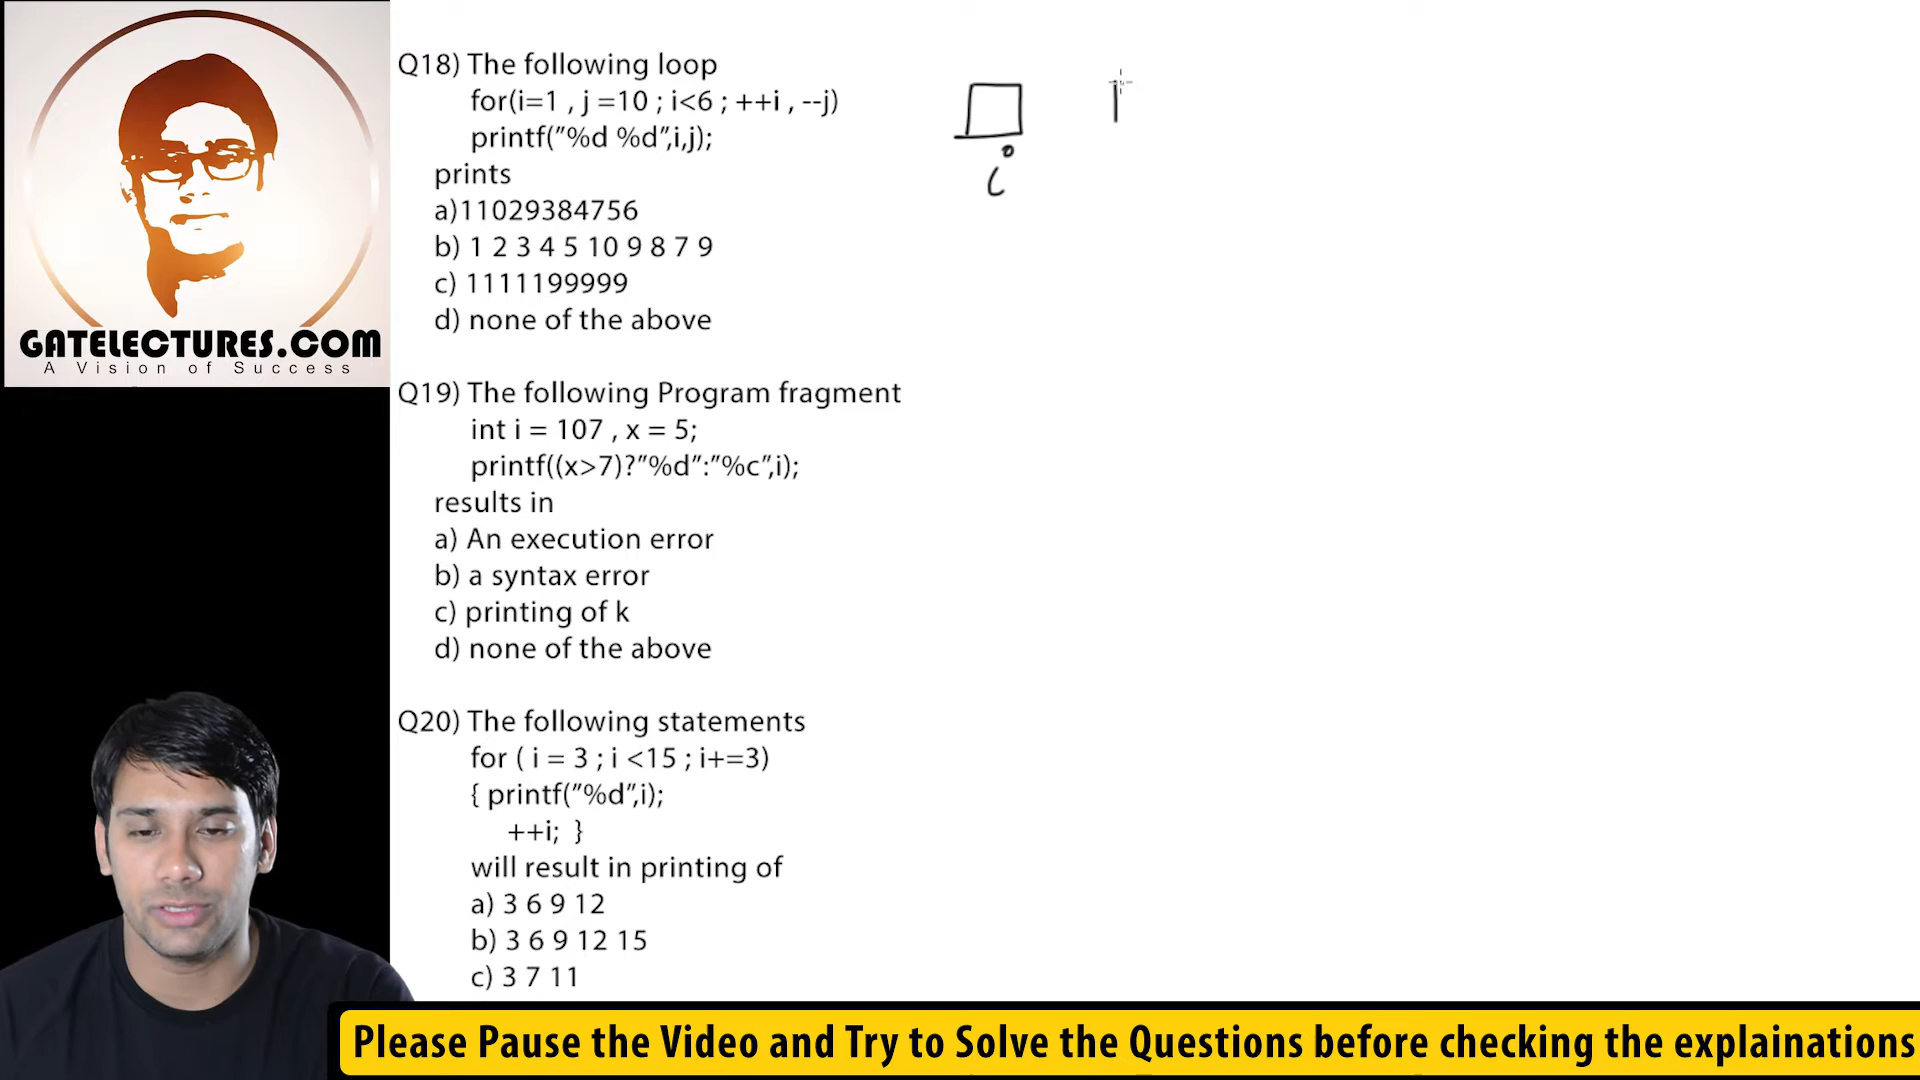 GATELECTURES.COM
A Vision of Success
Q18) The following loop
for(i=1 , j =10 ; i<6 ; ++i , --j)
printf(”%d %d”,i,j);
prints
a)11029384756
b) 1 2 3 4 5 10 9 8 7 9
c) 1111199999
d) none of the above
i
Q19) The following Program fragment
int i = 107 , x = 5;
printf((x>7)?”%d”:”%c”,i);
results in
a) An execution error
b) a syntax error
c) printing of k
d) none of the above
Q20) The following statements
for ( i = 3 ; i <15 ; i+=3)
{ printf(”%d”,i);
++i; }
will result in printing of
a) 3 6 9 12
b) 3 6 9 12 15
c) 3 7 11
Please Pause the Video and Try to Solve the Questions before checking the explainations